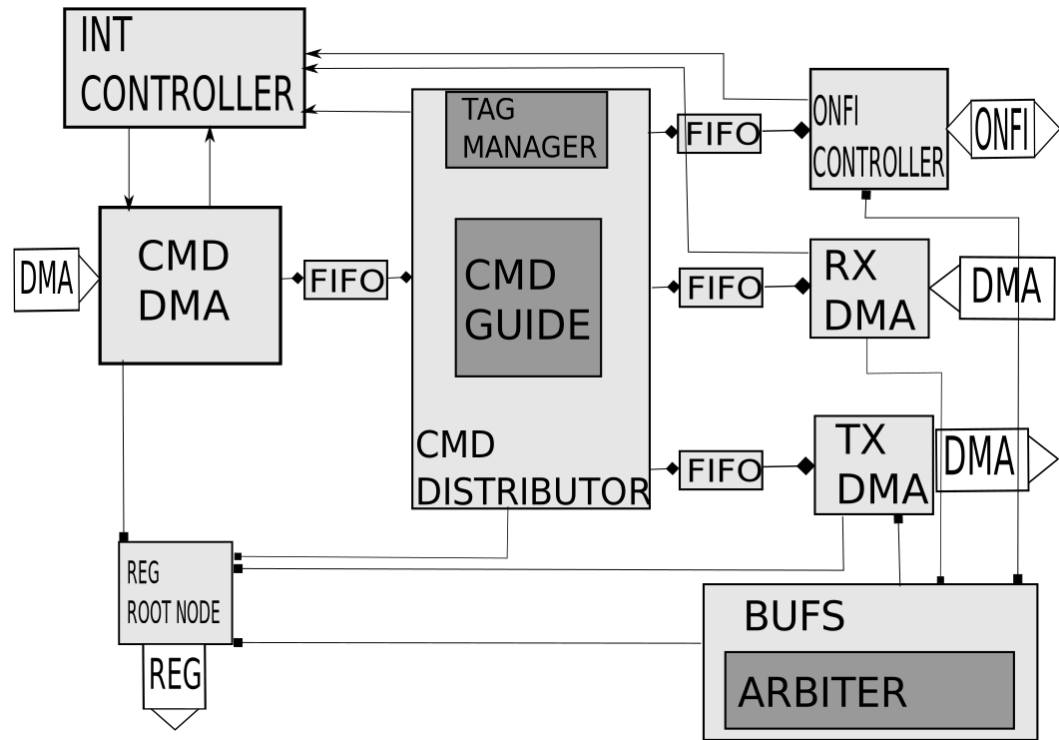 INT
CONTROLLER
TAG
MANAGER
FIFO
ONFI
CONTROLLER
ONFI
DMA
CMD
DMA
FIFO
CMD
GUIDE
FIFO
RX
DMA
DMA
CMD
DISTRIBUTOR
FIFO
TX
DMA
DMA
REG
ROOT NODE
REG
BUFS
ARBITER